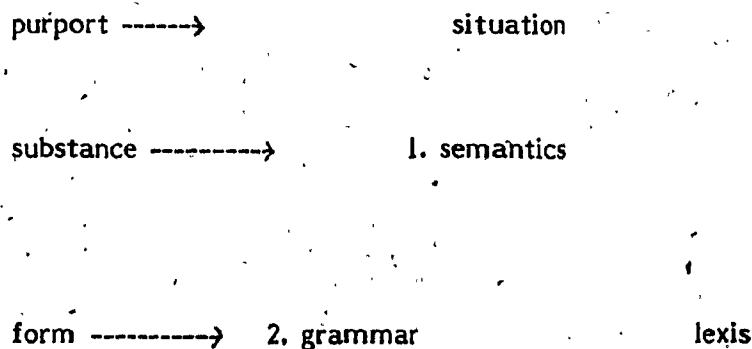 purport ------> situation
substance ---------> 1. semantics
form ----------> 2. grammar lexis